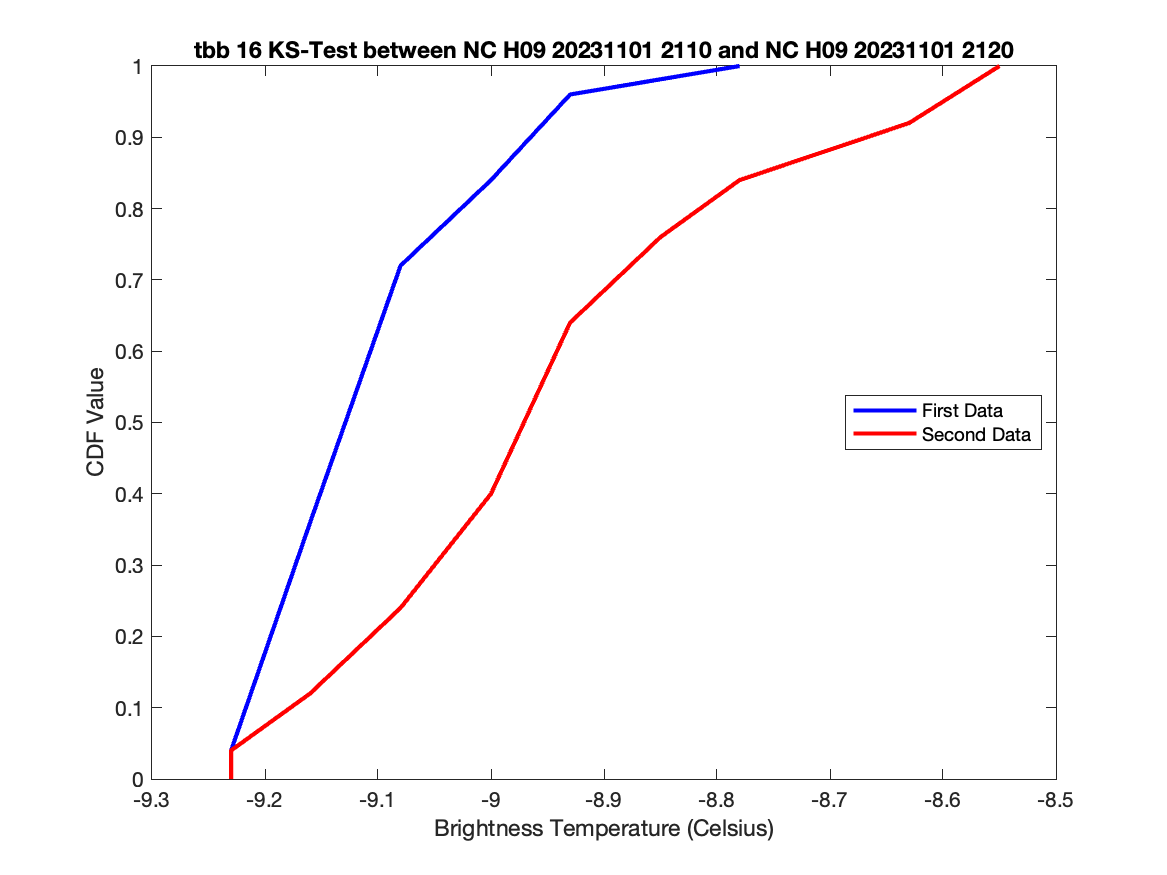 tbb 16 KS-Test between NC H09 20231101 2110 and NC H09 20231101 2120
1
0.9
0.8
0.7
0.6
0.5
0.4
0.3
0.2
0.1
0
CDF Value
First Data
Second Data
-9.3 -9.2 -9.1 -9 -8.9 -8.8 -8.7 -8.6 -8.5
Brightness Temperature (Celsius)